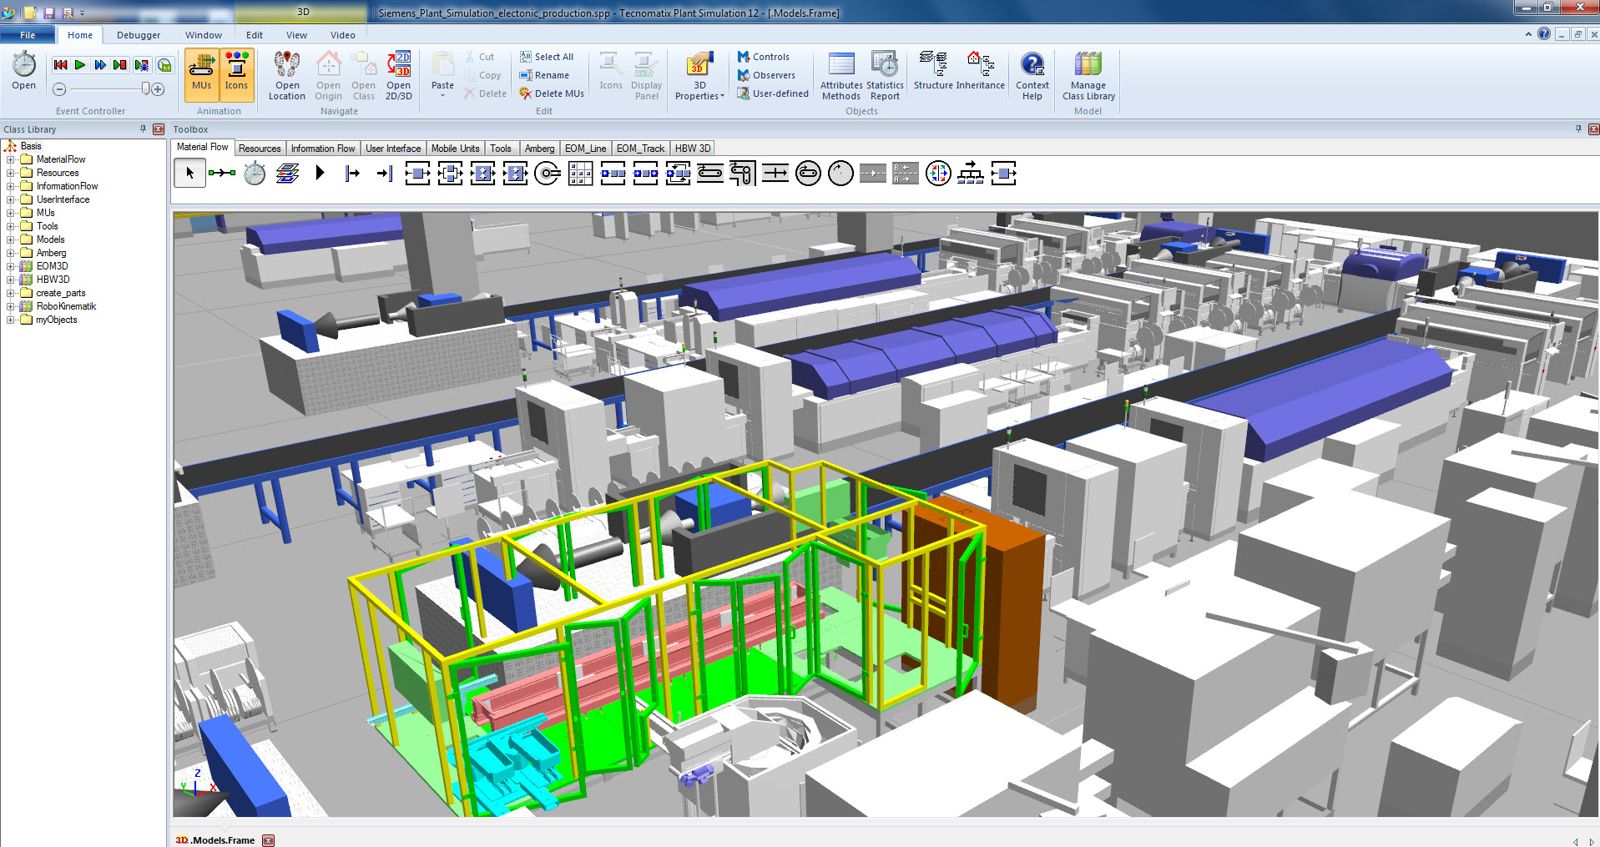 3D
Siemens_Plant_Simulation_electonic_production.spp - Tecnomatix Plant Simulation 12 - [.Models.Frame]
File Home Debugger Window Edit View Video
Open
Event Controller
MUs Icons
Animation
Open Location
Open Origin
Open Class
Open 2D/3D
Navigate
Paste
Cut
Copy
Delete
Select All
Rename
Delete MUs
Edit
Icons
Display Panel
3D Properties
Controls
Observers
User-defined
Attributes Methods
Statistics Report
Structure
Inheritance
Objects
Context Help
Manage Class Library
Model
Class Library
Toolbox
Basis
MaterialFlow
Resources
InformationFlow
UserInterface
MUs
Tools
Models
Amberg
EOM3D
HBW3D
create_parts
RoboKinematik
myObjects
Material Flow Resources Information Flow User Interface Mobile Units Tools Amberg EOM_Line EOM_Track HBW 3D
Z
X
Y
3D .Models.Frame